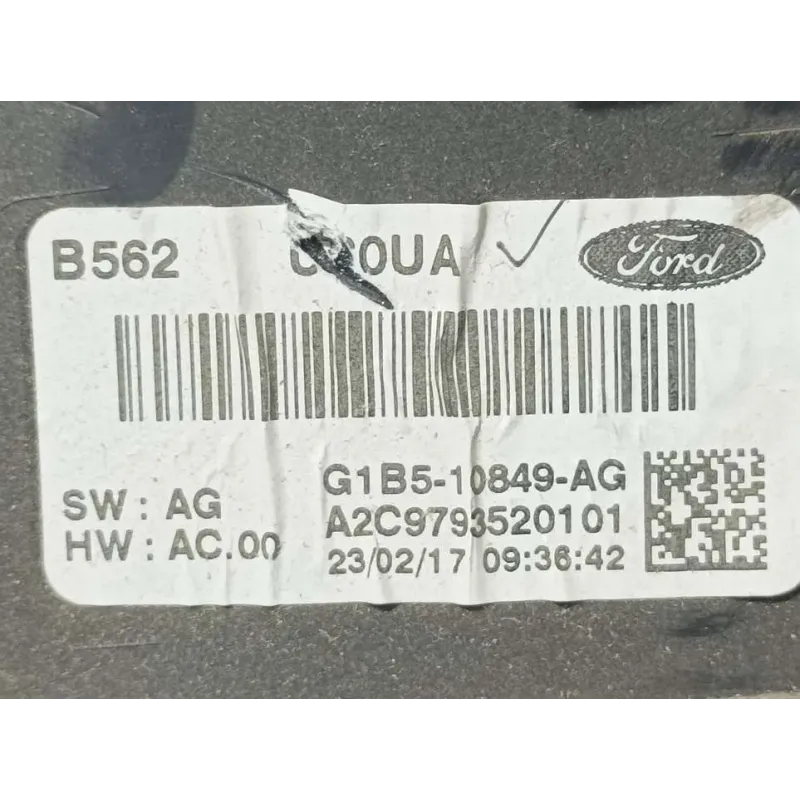 B562
Ford
G1B5-10849-AG
SW: AG
A2C9793520101
HW: AC.00
23/02/17 09:36:42